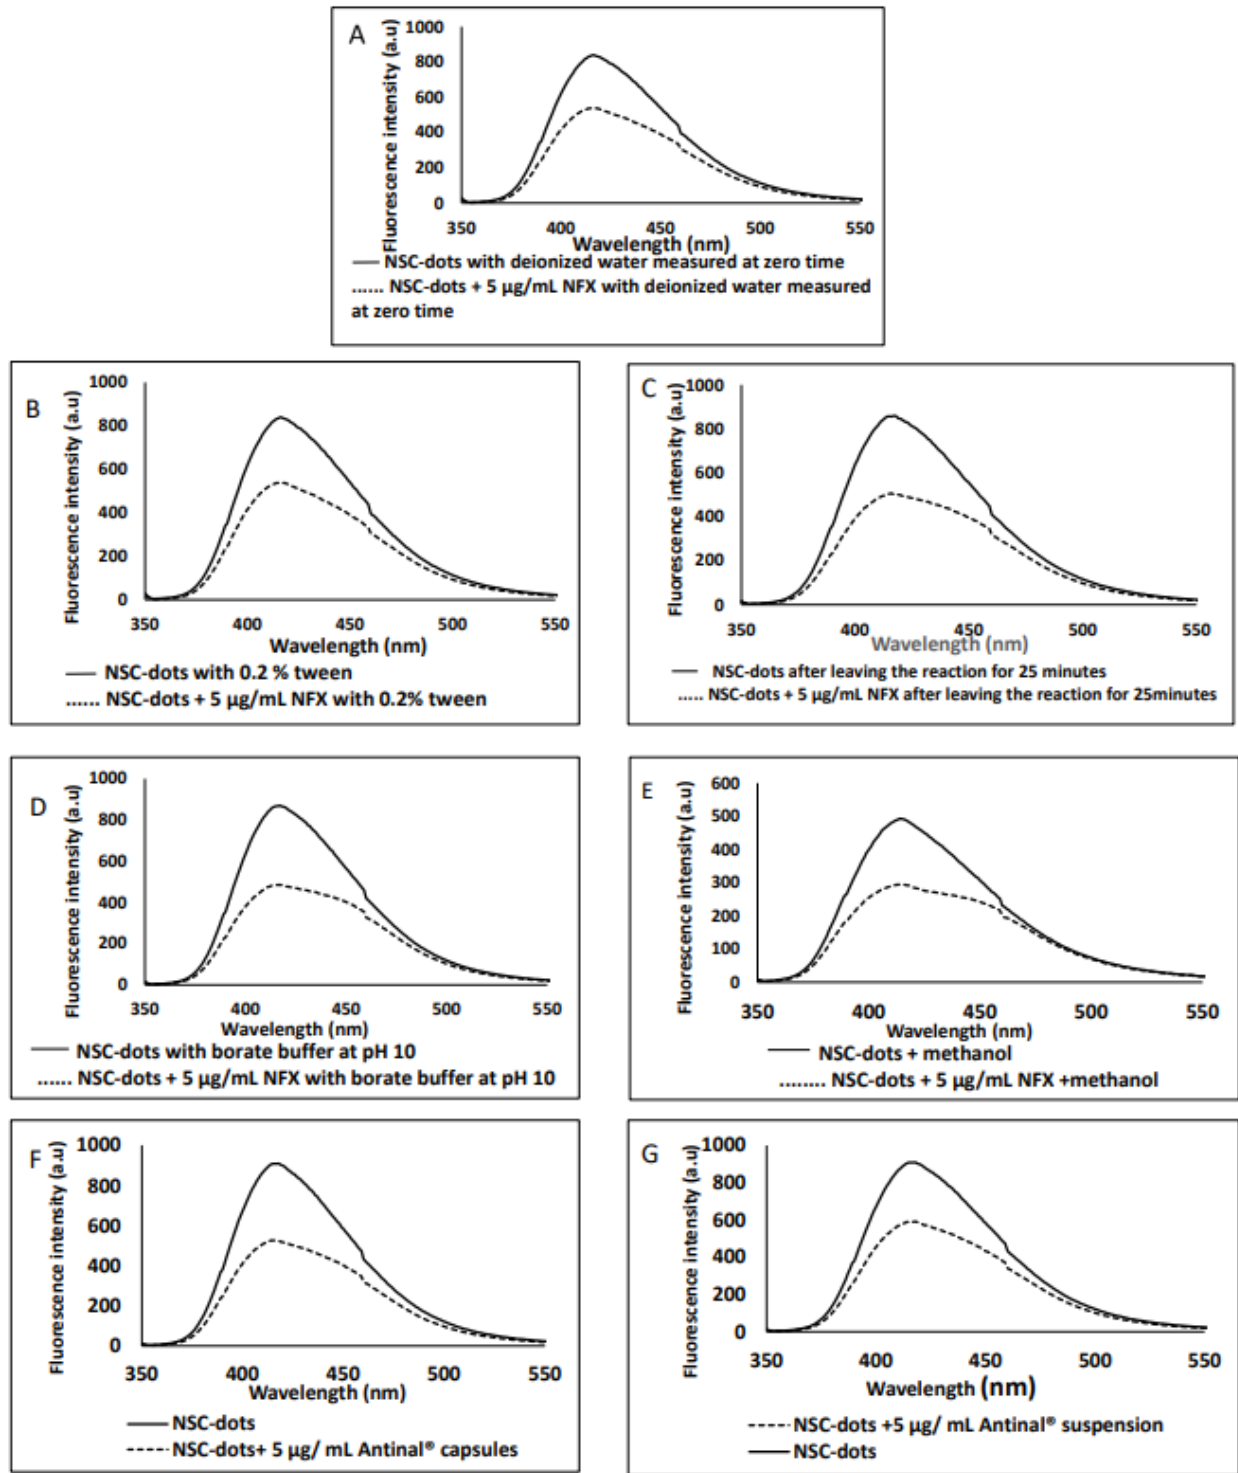 A
Fluorescence intensity (a.u)
1000
800
600
400
200
0
350 400 450 500 550
Wavelength (nm)
NSC-dots with deionized water measured at zero time
...... NSC-dots + 5 µg/mL NFX with deionized water measured
at zero time
B
Fluorescence intensity (a.u)
1000
800
600
400
200
0
350 400 450 500 550
Wavelength (nm)
NSC-dots with 0.2 % tween
...... NSC-dots + 5 µg/mL NFX with 0.2% tween
C
Fluorescence intensity (a.u)
1000
800
600
400
200
0
350 400 450 500 550
Wavelength (nm)
NSC-dots after leaving the reaction for 25 minutes
..... NSC-dots + 5 µg/mL NFX after leaving the reaction for 25minutes
D
Fluorescence intensity (a.u)
1000
800
600
400
200
0
350 400 450 500 550
Wavelength (nm)
NSC-dots with borate buffer at pH 10
...... NSC-dots + 5 µg/mL NFX with borate buffer at pH 10
E
Fluorescence intensity (a.u)
600
500
400
300
200
100
0
350 400 450 500 550
Wavelength (nm)
NSC-dots + methanol
........ NSC-dots + 5 µg/mL NFX +methanol
F
Fluorescence intensity (a.u)
1000
800
600
400
200
0
350 400 450 500 550
Wavelength (nm)
NSC-dots
NSC-dots+ 5 µg/ mL Antinal® capsules
G
Fluorescence intensity (a.u)
1000
800
600
400
200
0
350 400 450 500 550
Wavelength (nm)
NSC-dots +5 µg/ mL Antinal® suspension
NSC-dots